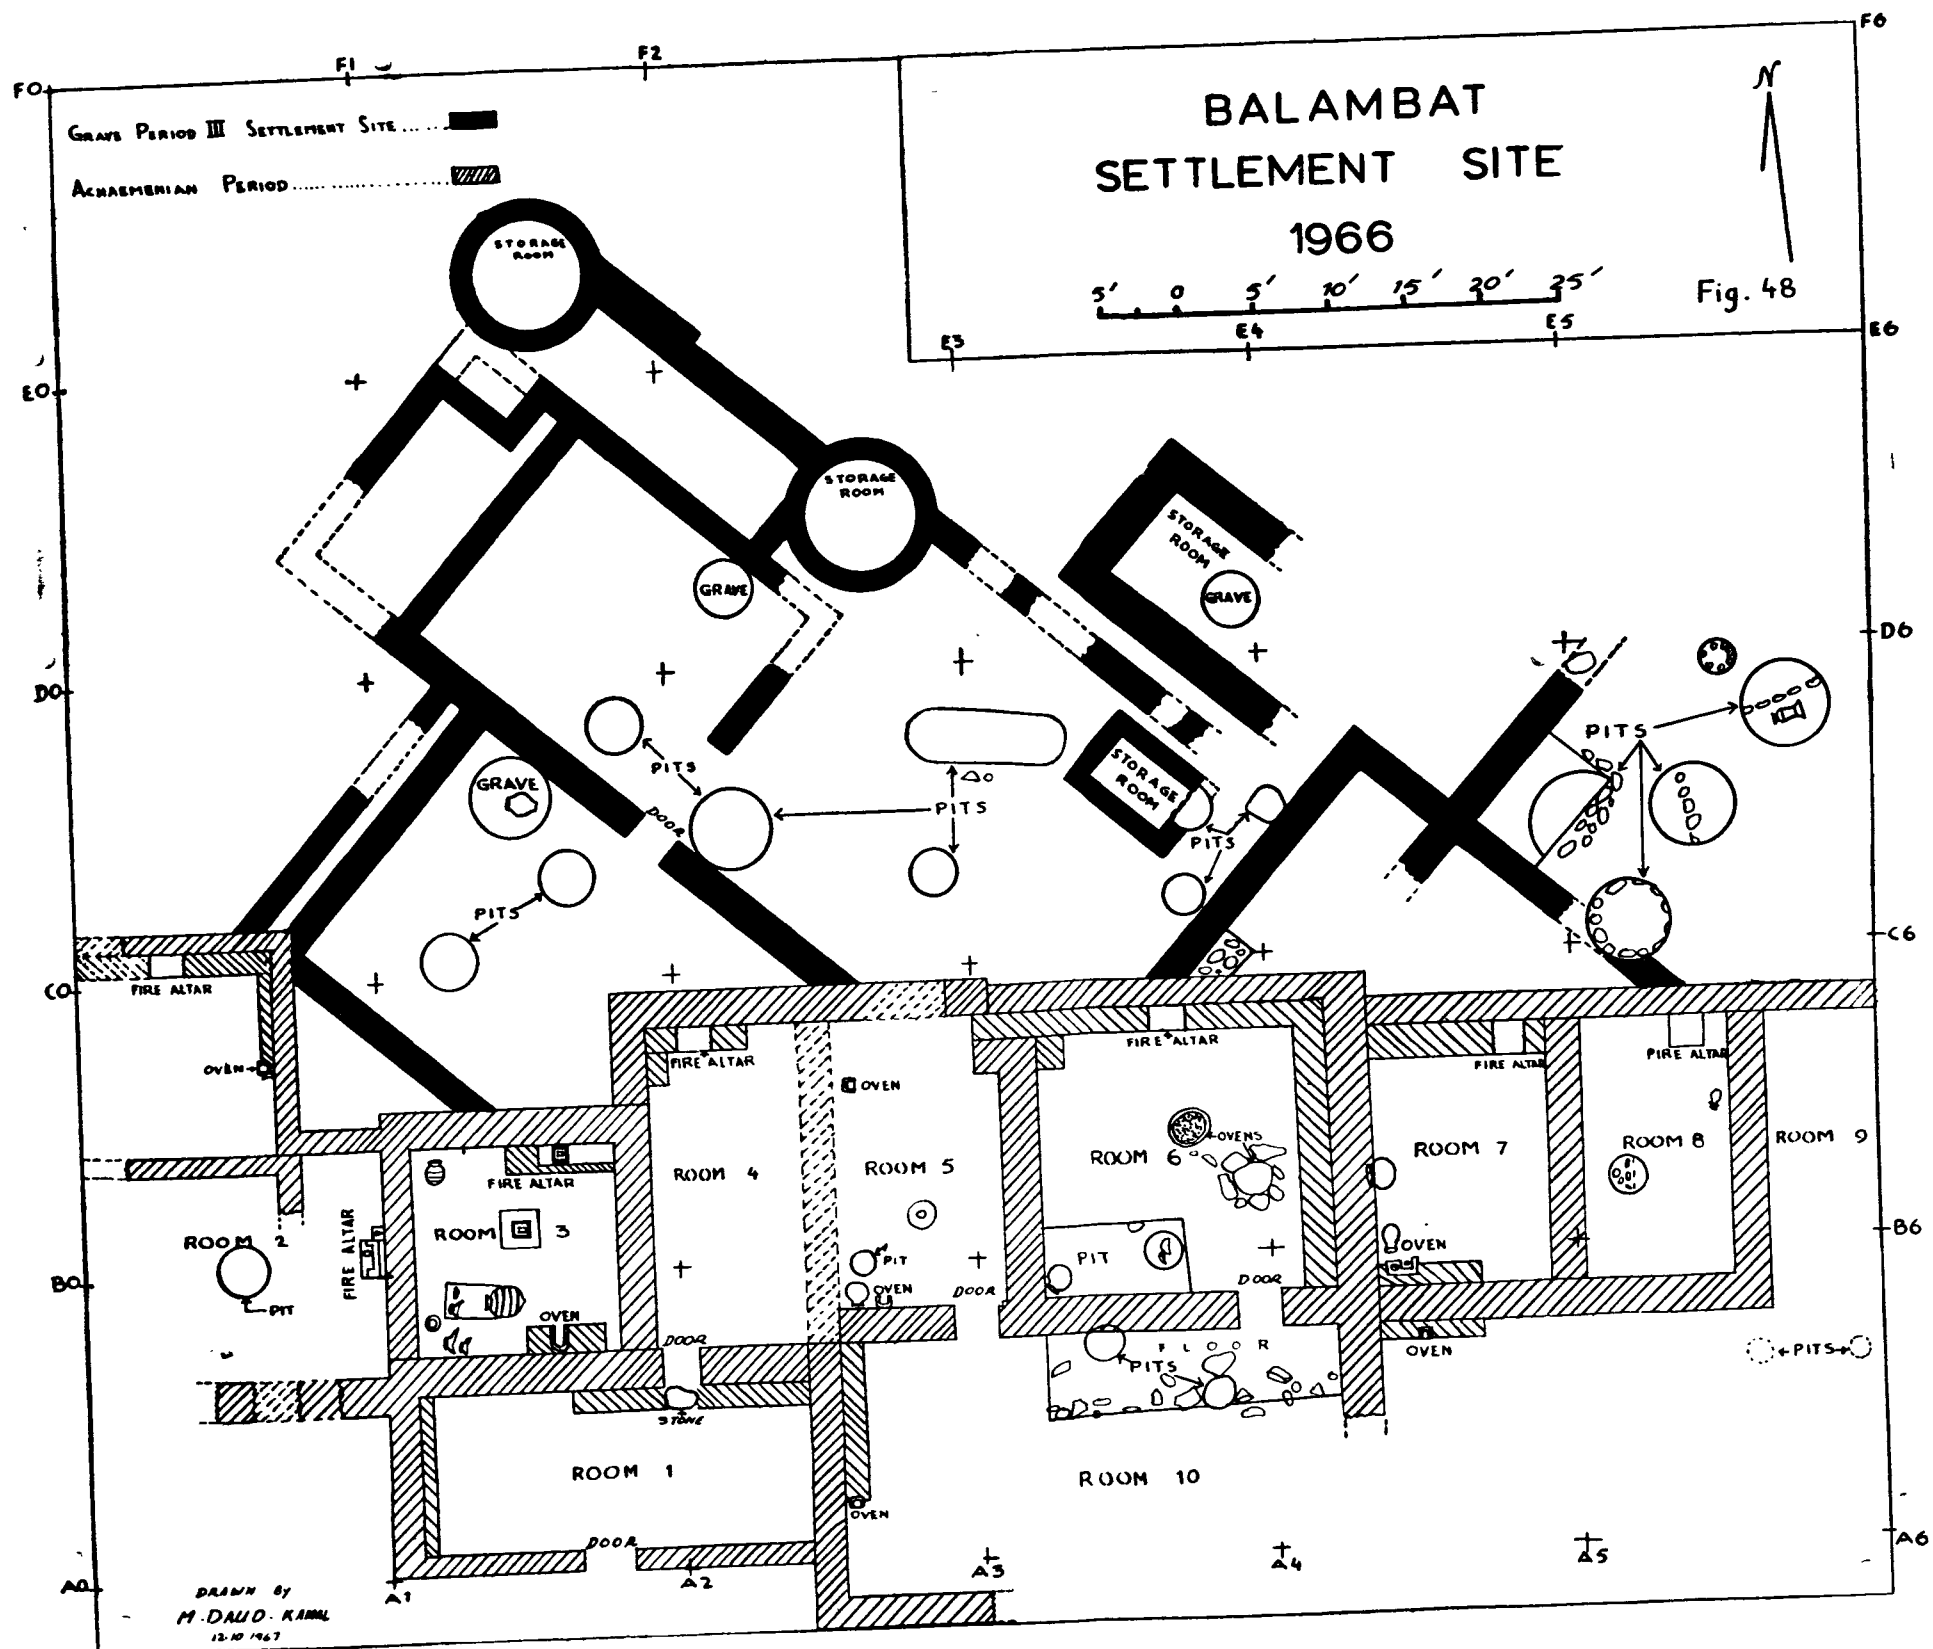 F0
F1
F2
F6
GRAVE PERIOD III SETTLEMENT SITE ......
ACHAEMENIAN PERIOD..................
BALAMBAT
SETTLEMENT SITE
1966
N
5' 0 5' 10' 15' 20' 25'
Fig. 48
E0
E3
E4
E5
E6
STORAGE
ROOM
STORAGE
ROOM
STORAGE
ROOM
GRAVE
GRAVE
D0
D6
PITS
PITS
GRAVE
DOOR
PITS
STORAGE
ROOM
PITS
PITS
C0
C6
FIRE ALTAR
OVEN
FIRE ALTAR
OVEN
FIRE ALTAR
FIRE ALTAR
FIRE ALTAR
ROOM 4
ROOM 5
ROOM 6
OVENS
ROOM 7
ROOM 8
ROOM 9
FIRE ALTAR
ROOM 3
ROOM 2
FIRE ALTAR
PIT
PIT
PIT
OVEN
B0
B6
OVEN
OVEN
DOOR
DOOR
DOOR
FLOOR
PITS
OVEN
PITS
STONE
ROOM 1
ROOM 10
OVEN
DOOR
A0
A1
A2
A3
A4
A5
A6
DRAWN By
M. DAUD. KAMAL
12.10 1967